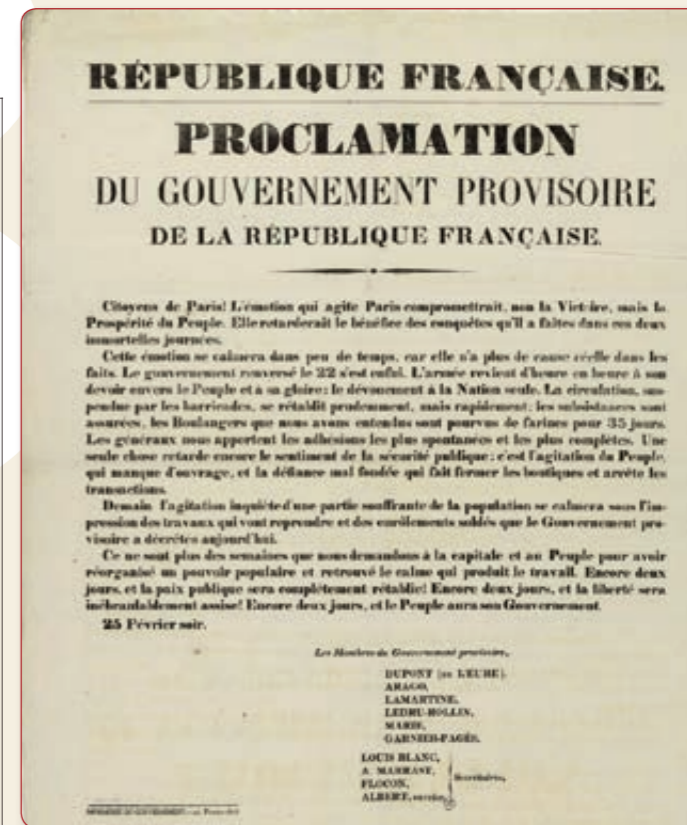 RÉPUBLIQUE FRANÇAISE.
PROCLAMATION
DU GOUVERNEMENT PROVISOIRE
DE LA RÉPUBLIQUE FRANÇAISE.
Citoyens de Paris! L'émotion qui agite Paris compromettrait, non la Victoire, mais la
Prospérité du Peuple. Elle retarderait le bénéfice des conquêtes qu'il a faites dans ces deux
immortelles journées.
Cette émotion se calmera dans peu de temps, car elle n'a plus de cause réelle dans les
faits. Le gouvernement renversé le 22 s'est enfui. L'armée revient d'heure en heure à son
devoir envers le Peuple et à sa gloire: le dévouement à la Nation seule. La circulation, sus-
pendue par les barricades, se rétablit prudemment, mais rapidement; les subsistances sont
assurées, les Boulangers que nous avons entendus sont pourvus de farines pour 35 jours.
Les généraux nous apportent les adhésions les plus spontanées et les plus complètes. Une
seule chose retarde encore le sentiment de la sécurité publique; c'est l'agitation du Peuple,
qui manque d'ouvrage, et la défiance mal fondée qui fait fermer les boutiques et arrête les
transactions.
Demain l'agitation inquiète d'une partie souffrante de la population se calmera sous l'im-
pression des travaux qui vont reprendre et des enrôlements soldés que le Gouvernement pro-
visoire a décrétés aujourd'hui.
Ce ne sont plus des semaines que nous demandons à la capitale et au Peuple pour avoir
réorganisé un pouvoir populaire et retrouvé le calme qui produit le travail. Encore deux
jours, et la paix publique sera complètement rétablie! Encore deux jours, et la liberté sera
inébranlablement assise! Encore deux jours, et le Peuple aura son Gouvernement.
25 Février soir.
Les Membres du Gouvernement provisoire,
DUPONT (DE L'EURE),
ARAGO,
LAMARTINE,
LEDRU-ROLLIN,
MARIE,
GARNIER-PAGÈS,
LOUIS BLANC,
A. MARRAST,
FLOCON,
ALBERT, ouvrier,
Secrétaires,